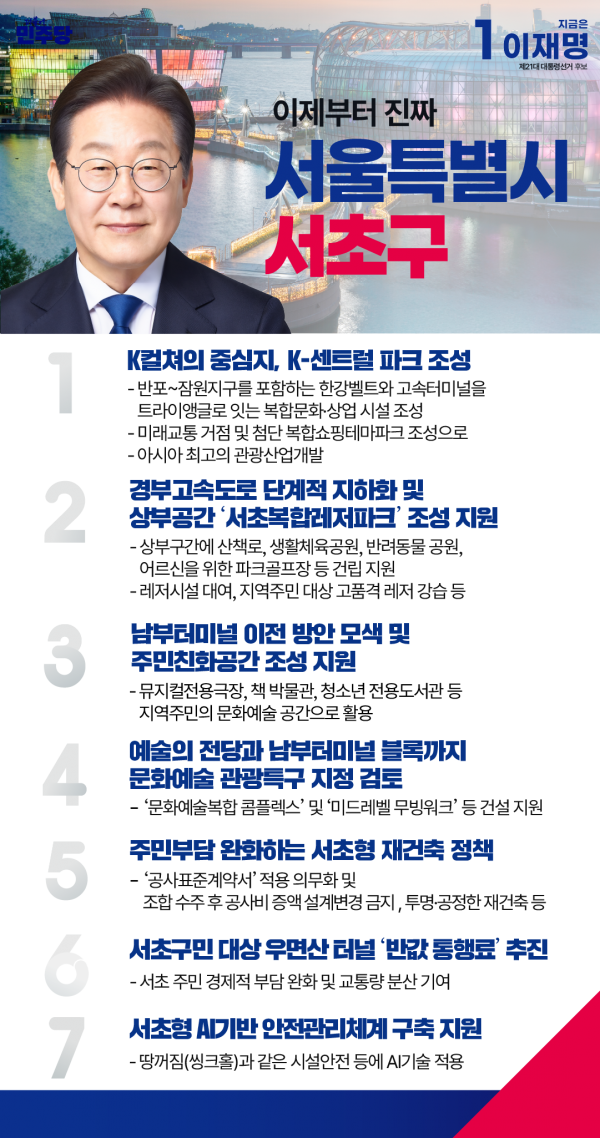 더불어
민주당
지금은
1이재명
제21대 대통령선거 후보
이제부터 진짜
서울특별시
서초구
1
K컬쳐의 중심지, K-센트럴 파크 조성
- 반포~잠원지구를 포함하는 한강벨트와 고속터미널을
트라이앵글로 잇는 복합문화·상업 시설 조성
- 미래교통 거점 및 첨단 복합쇼핑테마파크 조성으로
- 아시아 최고의 관광산업개발
2
경부고속도로 단계적 지하화 및
상부공간 ‘서초복합레저파크’ 조성 지원
- 상부구간에 산책로, 생활체육공원, 반려동물 공원,
어르신을 위한 파크골프장 등 건립 지원
- 레저시설 대여, 지역주민 대상 고품격 레저 강습 등
3
남부터미널 이전 방안 모색 및
주민친화공간 조성 지원
- 뮤지컬전용극장, 책 박물관, 청소년 전용도서관 등
지역주민의 문화예술 공간으로 활용
4
예술의 전당과 남부터미널 블록까지
문화예술 관광특구 지정 검토
- ‘문화예술복합 콤플렉스’ 및 ‘미드레벨 무빙워크’ 등 건설 지원
5
주민부담 완화하는 서초형 재건축 정책
- ‘공사표준계약서’ 적용 의무화 및
조합 수주 후 공사비 증액 설계변경 금지 , 투명·공정한 재건축 등
6
서초구민 대상 우면산 터널 ‘반값 통행료’ 추진
- 서초 주민 경제적 부담 완화 및 교통량 분산 기여
7
서초형 AI기반 안전관리체계 구축 지원
- 땅꺼짐(씽크홀)과 같은 시설안전 등에 AI기술 적용